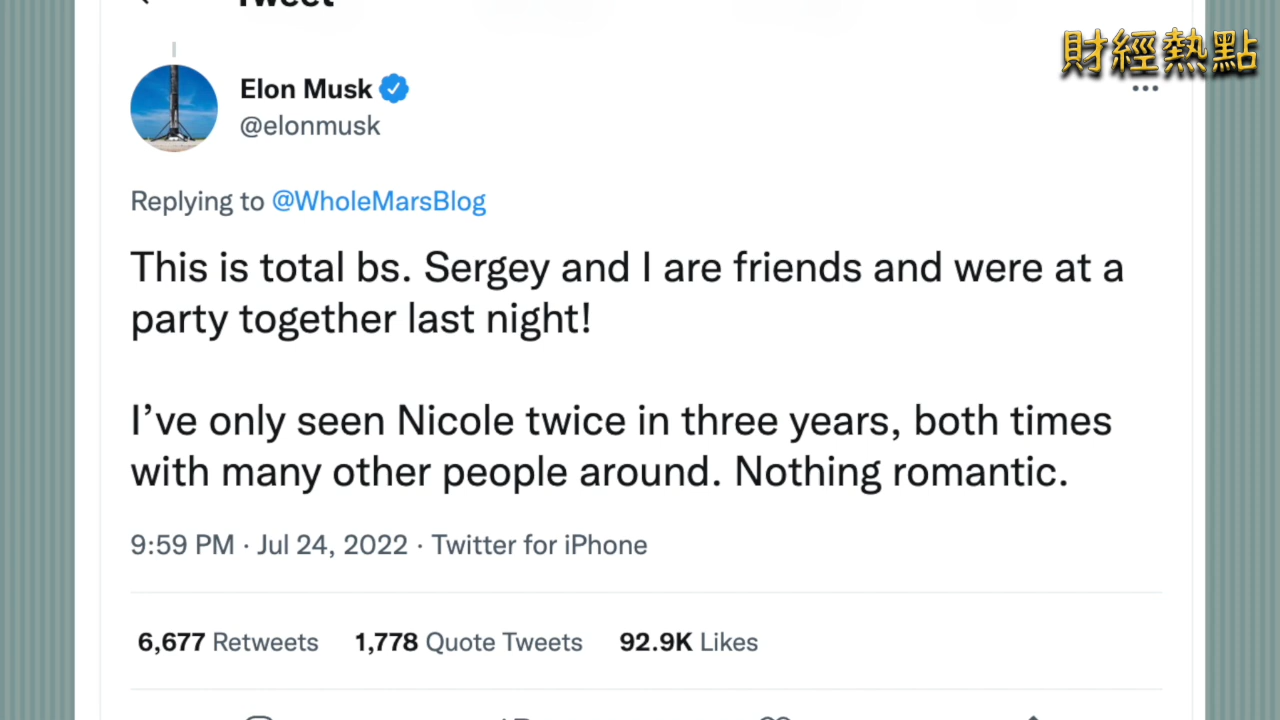 Tweet
財經熱點
Elon Musk
@elonmusk
Replying to @WholeMarsBlog
This is total bs. Sergey and I are friends and were at a
party together last night!
I’ve only seen Nicole twice in three years, both times
with many other people around. Nothing romantic.
9:59 PM · Jul 24, 2022 · Twitter for iPhone
6,677 Retweets 1,778 Quote Tweets 92.9K Likes